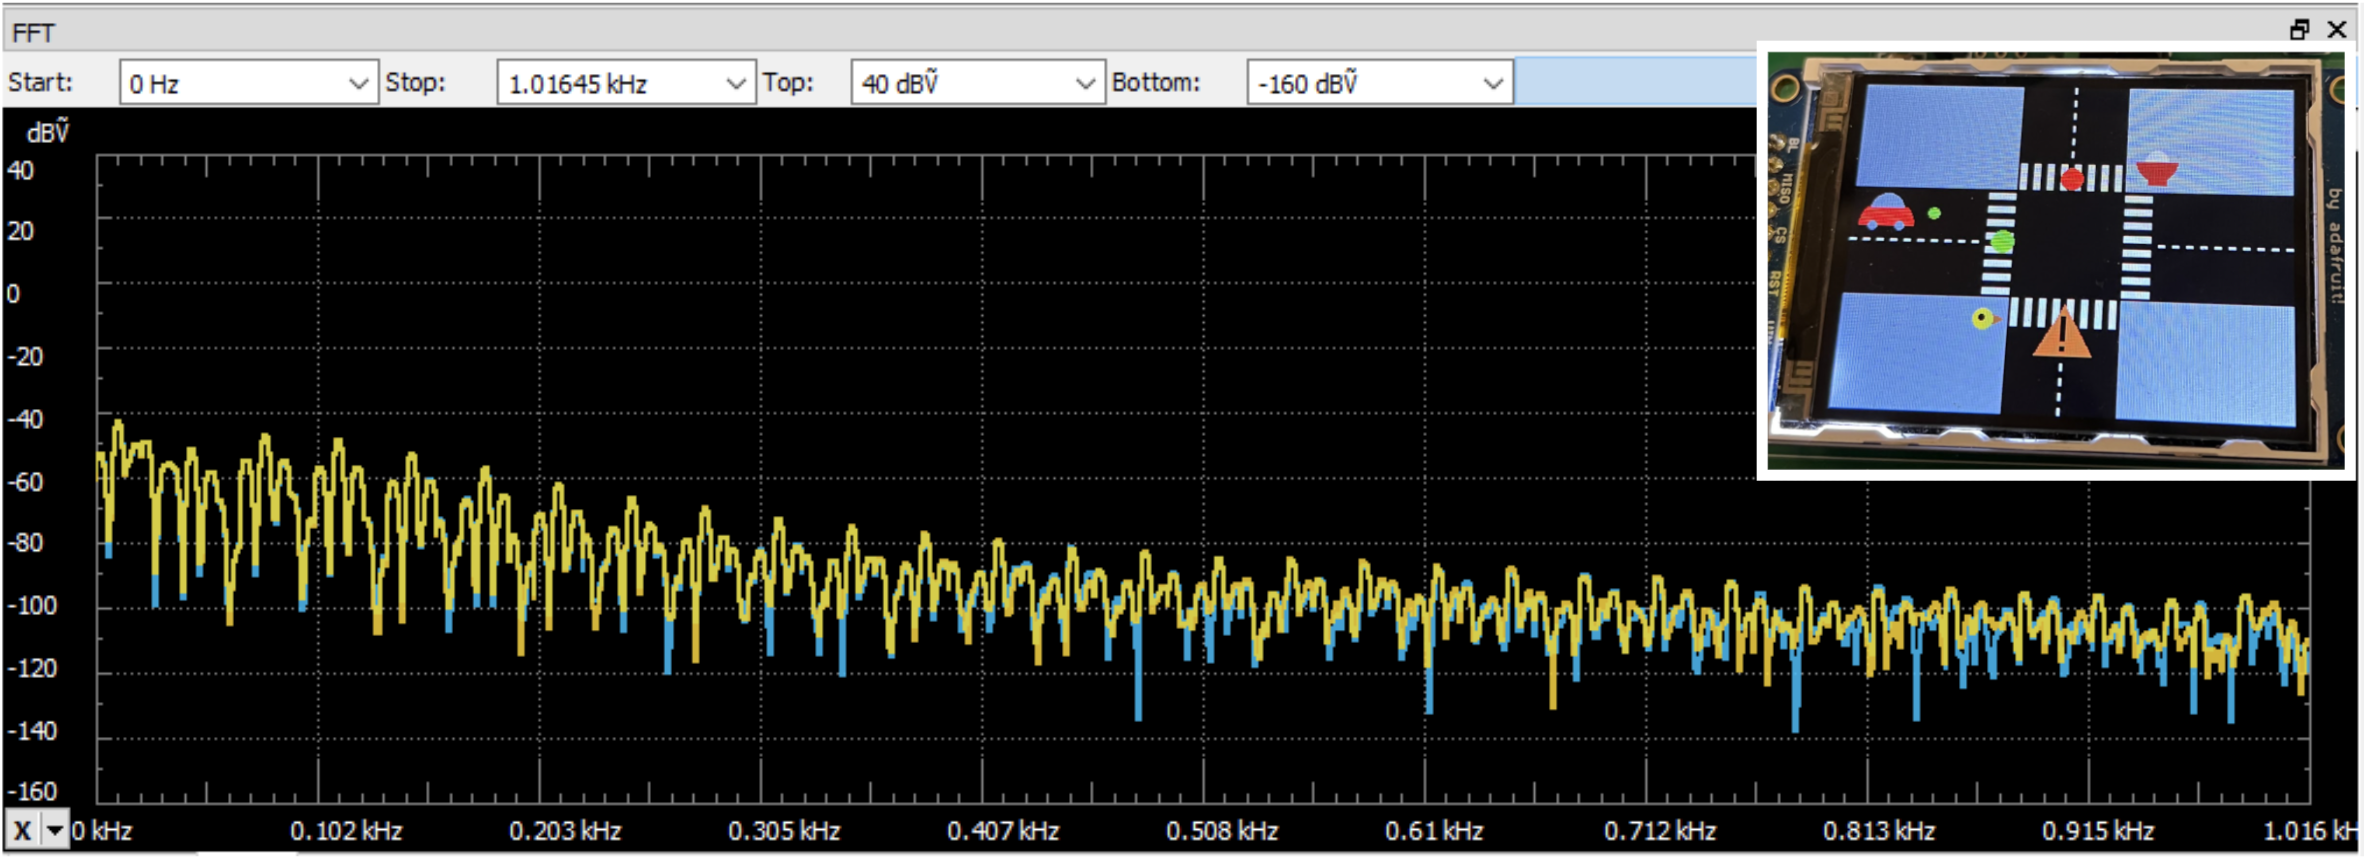 FFT
Start: 0 Hz Stop: 1.01645 kHz Top: 40 dBṼ Bottom: -160 dBṼ
dBṼ
40
20
0
-20
-40
-60
-80
-100
-120
-140
-160
X 0 kHz 0.102 kHz 0.203 kHz 0.305 kHz 0.407 kHz 0.508 kHz 0.61 kHz 0.712 kHz 0.813 kHz 0.915 kHz 1.016 kH
BL
MISO
CS
RST
!
by adafruit!